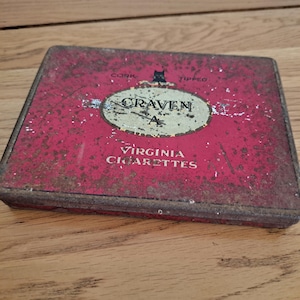 CORK TIPPED
CRAVEN
"A"
VIRGINIA
CIGARETTES